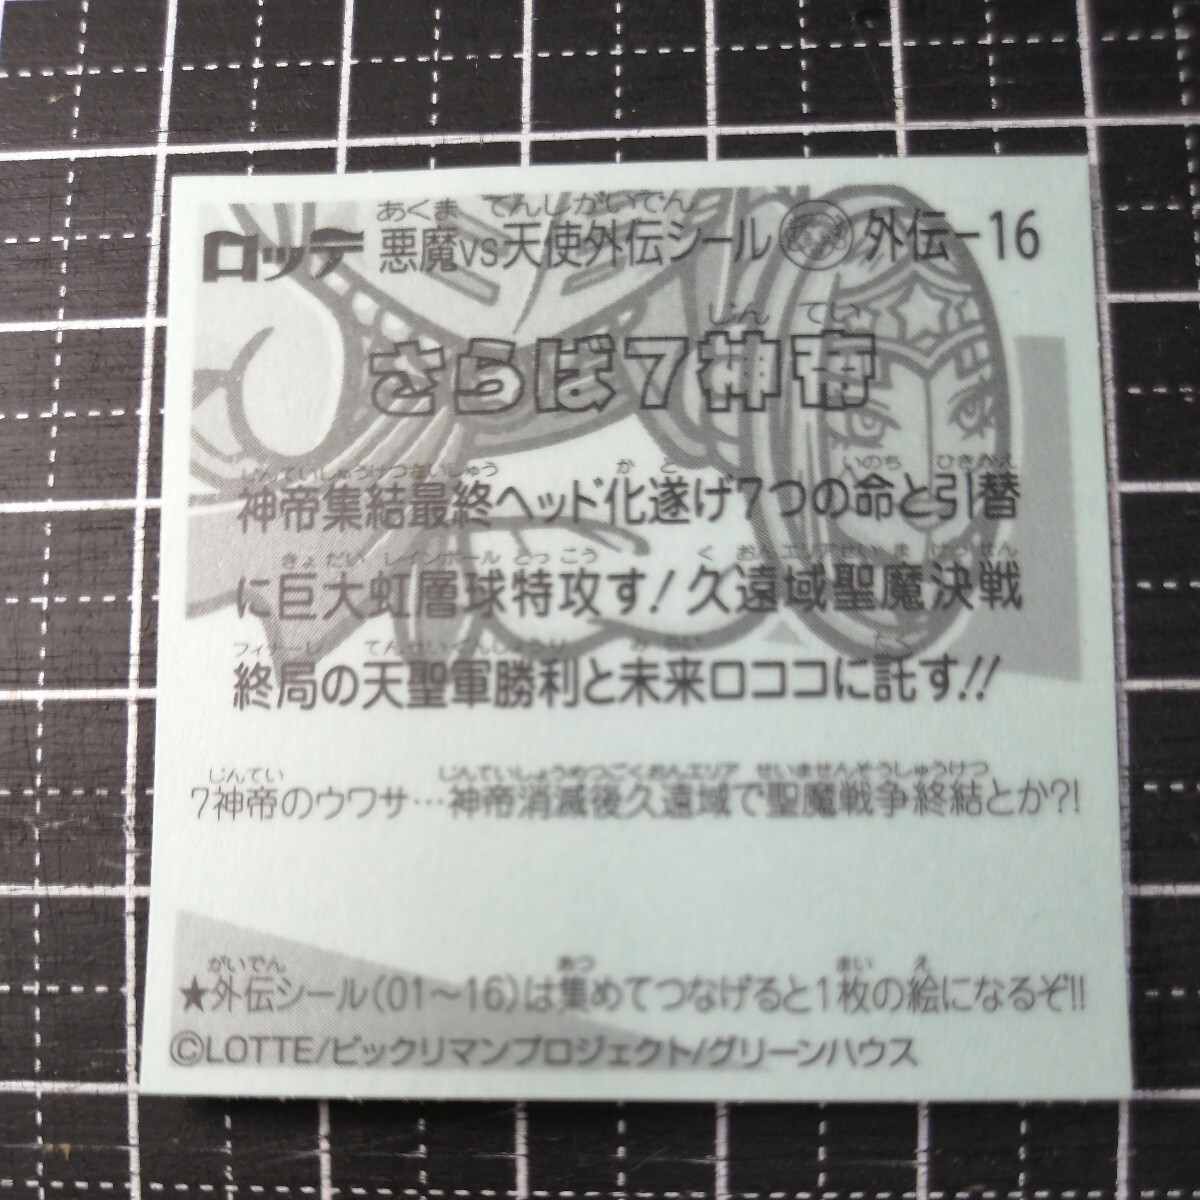 ロッテ 悪魔VS天使外伝シール 外伝-16
さらば7神帝
神帝集結最終ヘッド化遂げ7つの命と引替
に巨大虹層球特攻す!久遠域聖魔決戦
終局の天聖軍勝利と未来ロココに託す!!
7神帝のウワサ…神帝消滅後久遠域で聖魔戦争終結とか?!
★外伝シール(01〜16)は集めてつなげると1枚の絵になるぞ!!
©LOTTE/ビックリマンプロジェクト/グリーンハウス